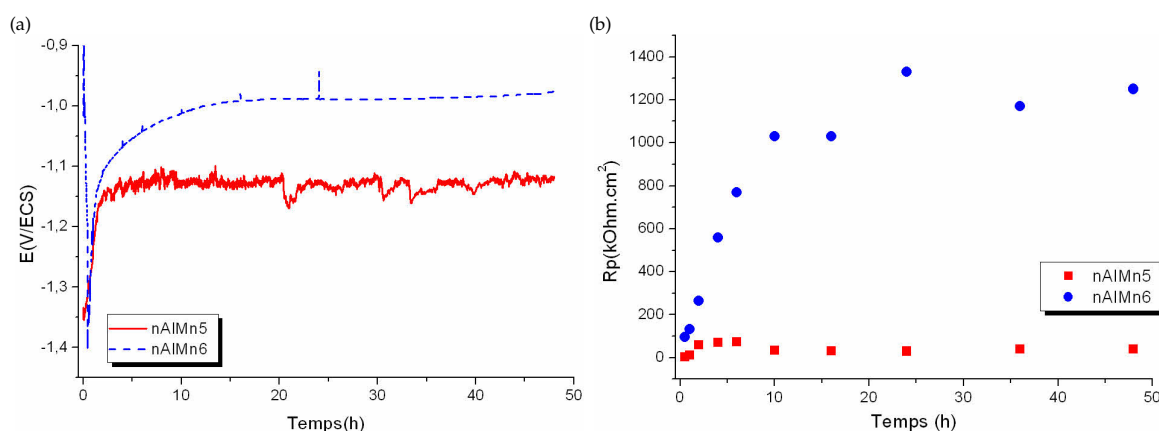 (a)
-0,9
-1,0
-1,1
-1,2
-1,3
-1,4
E(V/ECS)
nAlMn5
nAlMn6
0
10
20
30
40
50
Temps(h)
(b)
1400
1200
1000
800
600
400
200
0
Rp(kOhm.cm²)
nAlMn5
nAlMn6
0
10
20
30
40
50
Temps (h)